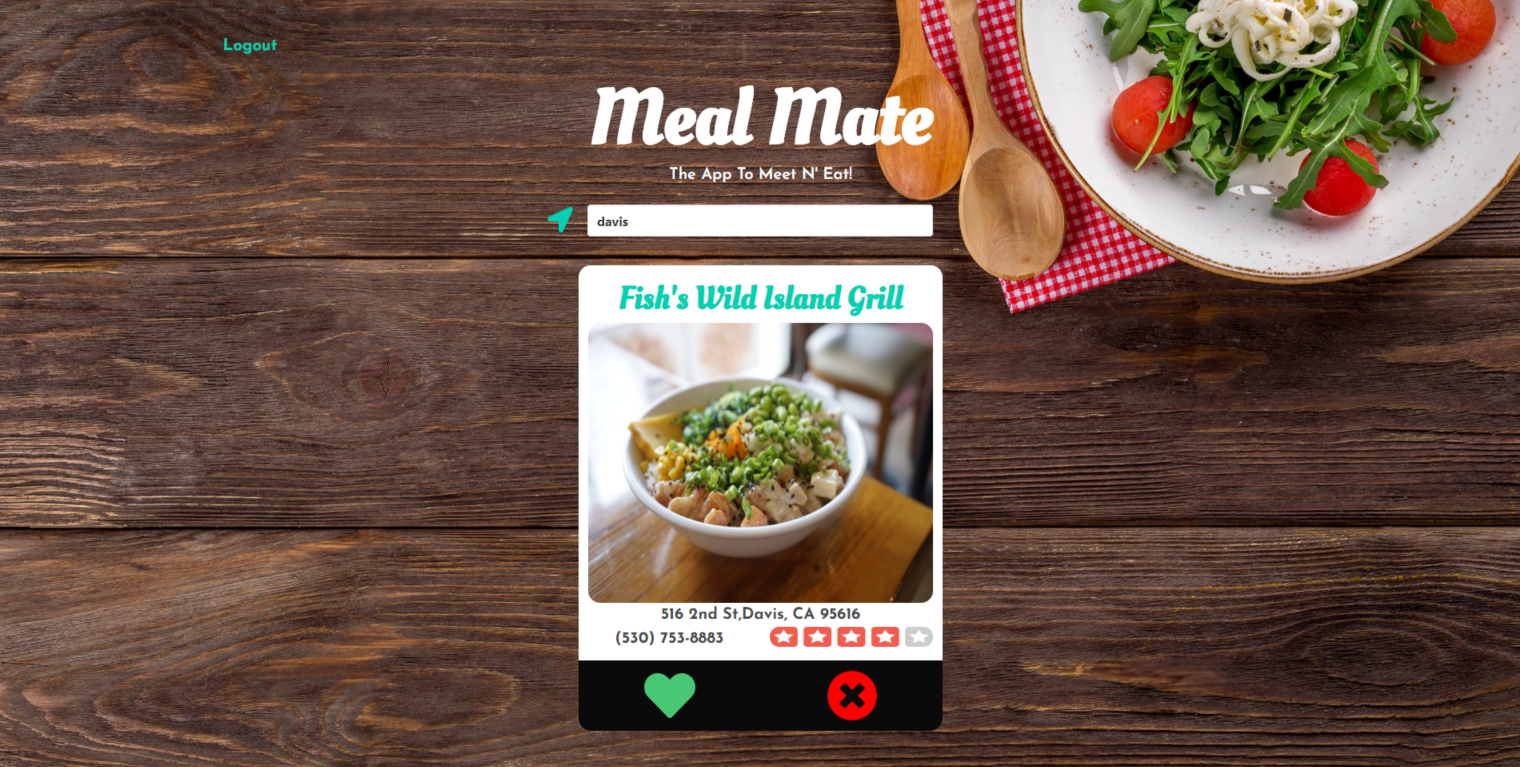 Logout
Meal Mate
The App To Meet N' Eat!
davis
Fish's Wild Island Grill
516 2nd St,Davis, CA 95616
(530) 753-8883